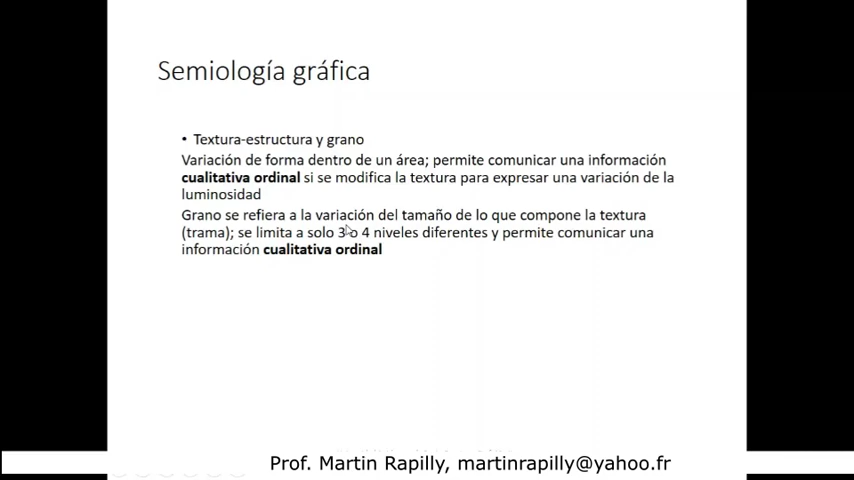 Semiología gráfica
• Textura-estructura y grano
Variación de forma dentro de un área; permite comunicar una información
cualitativa ordinal si se modifica la textura para expresar una variación de la
luminosidad
Grano se refiera a la variación del tamaño de lo que compone la textura
(trama); se limita a solo 3 o 4 niveles diferentes y permite comunicar una
información cualitativa ordinal
Prof. Martin Rapilly, martinrapilly@yahoo.fr